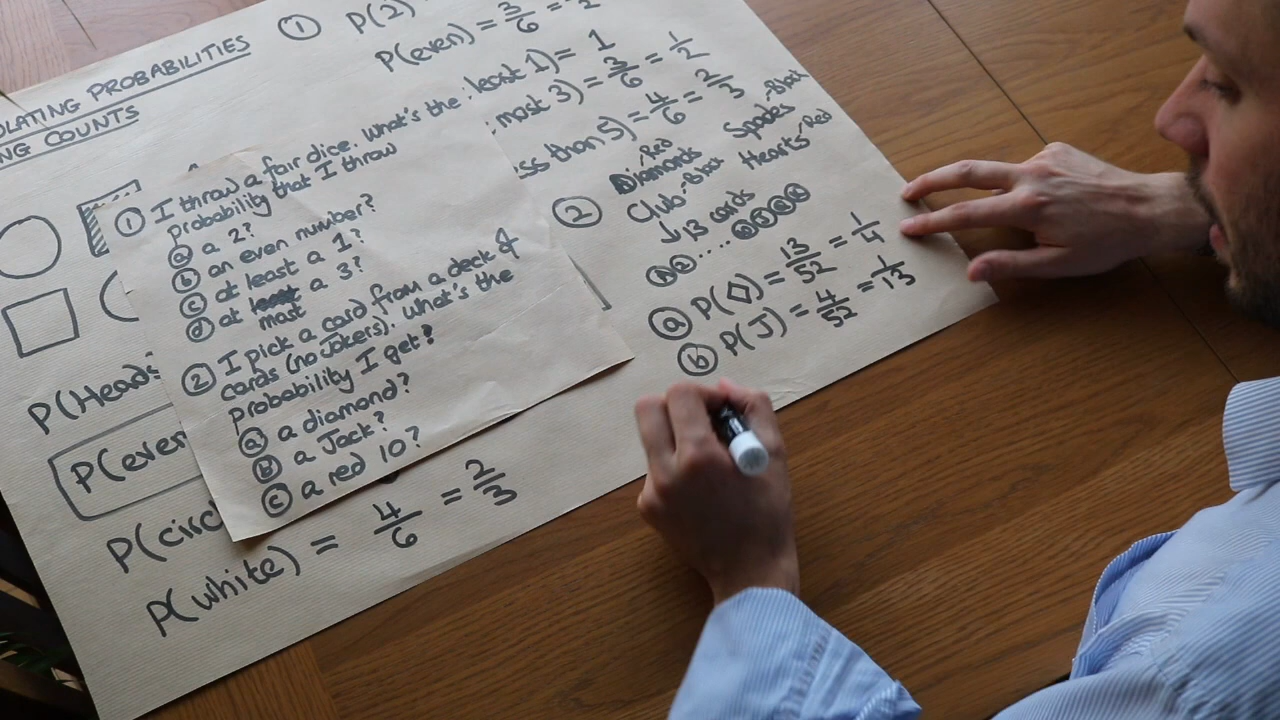 OLATING PROBABILITIES
NG COUNTS
P(Heads
P(even
P(circ
P(white) = 4/6 = 2/3
① I throw a fair dice. What's the
probability that I throw
ⓐ a 2?
ⓑ an even number?
ⓒ at least a 1?
ⓓ at most a 3?
② I pick a card from a deck of
cards (no Jokers). What's the
probability I get?
ⓐ a diamond?
ⓑ a Jack?
ⓒ a red 10?
① P(2)
P(even) = 3/6 =
least 1) = 1
most 3) = 3/6 = 1/2
ss than 5) = 4/6 = 2/3
② Diamonds-Red Spades-Black
Club-Black Hearts-Red
↳ 13 cards
Ⓐ②...⑩ⒿⓆⓀ
ⓐ P(◇) = 13/52 = 1/4
ⓑ P(J) = 4/52 = 1/13